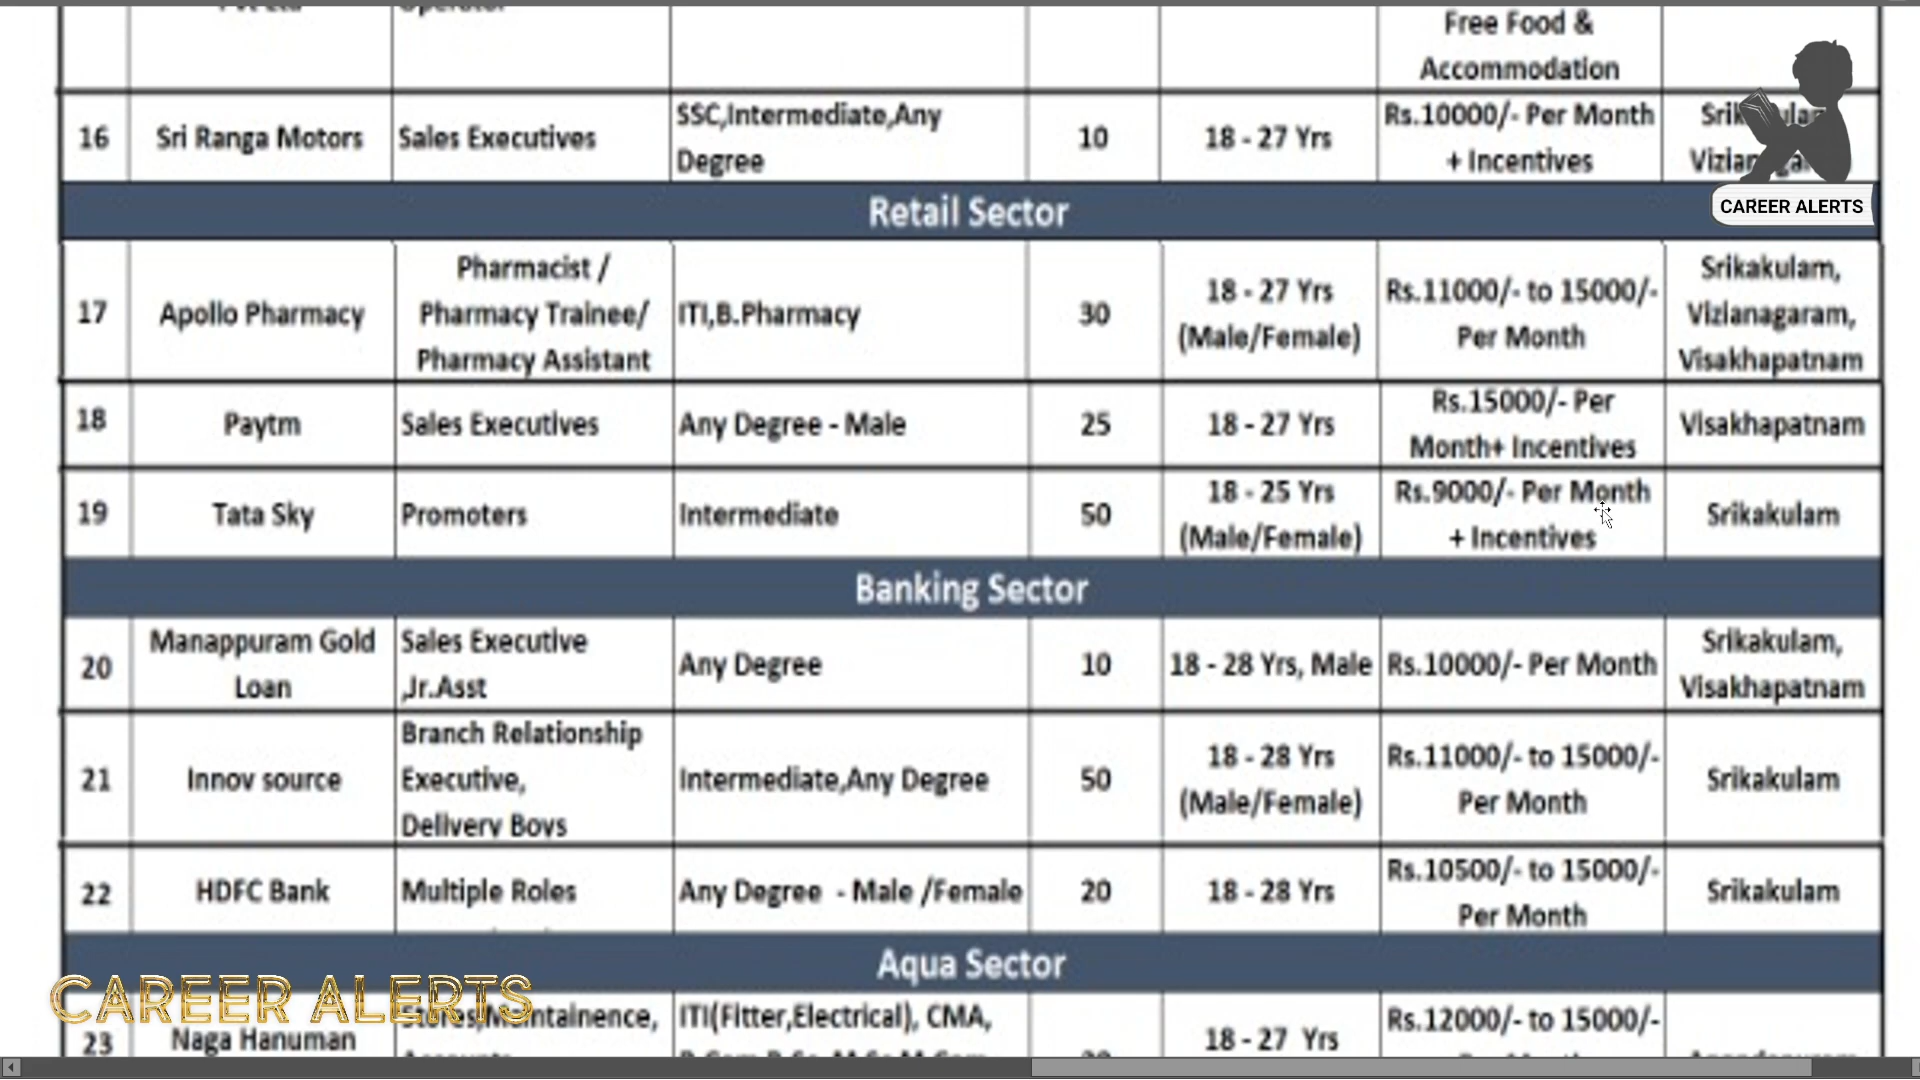 Free Food &
Accommodation
16 Sri Ranga Motors Sales Executives SSC,Intermediate,Any Degree 10 18 - 27 Yrs Rs.10000/- Per Month + Incentives
Retail Sector
CAREER ALERTS
17 Apollo Pharmacy Pharmacist / Pharmacy Trainee/ Pharmacy Assistant ITI,B.Pharmacy 30 18 - 27 Yrs (Male/Female) Rs.11000/- to 15000/- Per Month Srikakulam, Vizianagaram, Visakhapatnam
18 Paytm Sales Executives Any Degree - Male 25 18 - 27 Yrs Rs.15000/- Per Month+ Incentives Visakhapatnam
19 Tata Sky Promoters Intermediate 50 18 - 25 Yrs (Male/Female) Rs.9000/- Per Month + Incentives Srikakulam
Banking Sector
20 Manappuram Gold Loan Sales Executive ,Jr.Asst Any Degree 10 18 - 28 Yrs, Male Rs.10000/- Per Month Srikakulam, Visakhapatnam
21 Innov source Branch Relationship Executive, Delivery Boys Intermediate,Any Degree 50 18 - 28 Yrs (Male/Female) Rs.11000/- to 15000/- Per Month Srikakulam
22 HDFC Bank Multiple Roles Any Degree - Male /Female 20 18 - 28 Yrs Rs.10500/- to 15000/- Per Month Srikakulam
Aqua Sector
CAREER ALERTS
23 Naga Hanuman ITI(Fitter,Electrical), CMA, 18 - 27 Yrs Rs.12000/- to 15000/-